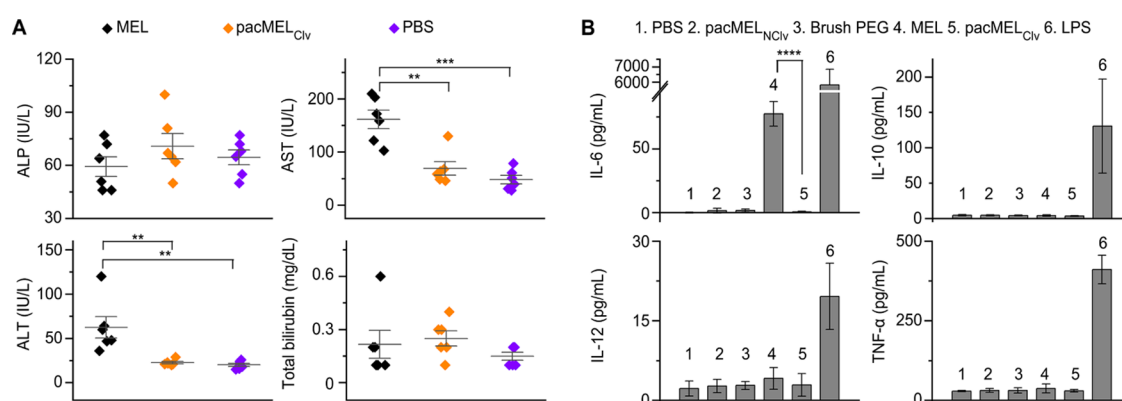 A
MEL pacMELClv PBS
ALP (IU/L)
120
90
60
30
AST (IU/L)
200
100
50
0
***
**
ALT (IU/L)
150
100
50
25
0
**
**
Total bilirubin (mg/dL)
0.6
0.3
0.0
B
1. PBS 2. pacMELNClv 3. Brush PEG 4. MEL 5. pacMELClv 6. LPS
IL-6 (pg/mL)
7000
6000
100
50
0
****
1 2 3 4 5 6
IL-10 (pg/mL)
200
150
100
50
0
1 2 3 4 5 6
IL-12 (pg/mL)
30
15
0
1 2 3 4 5 6
TNF-α (pg/mL)
500
250
0
1 2 3 4 5 6